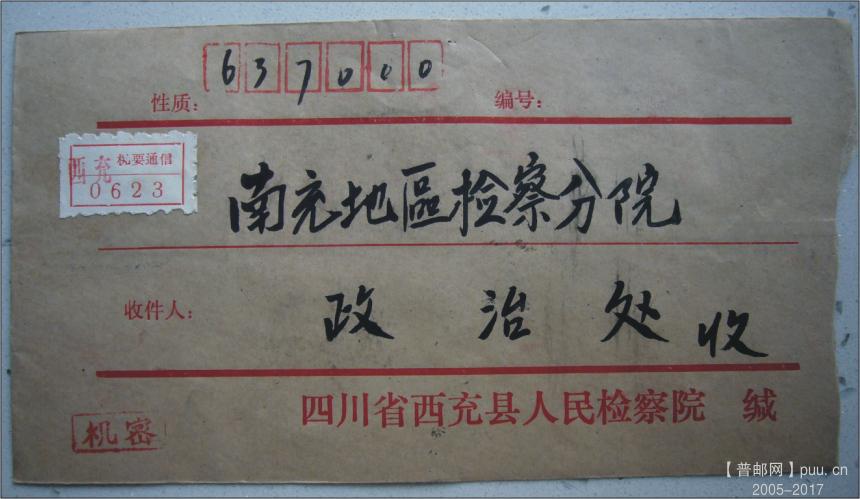 637000
性质: 编号:
西充 机要通信
0623
南充地區检察分院
收件人: 政治处收
四川省西充县人民检察院 缄
机密
【普邮网】puu.cn
2005-2017